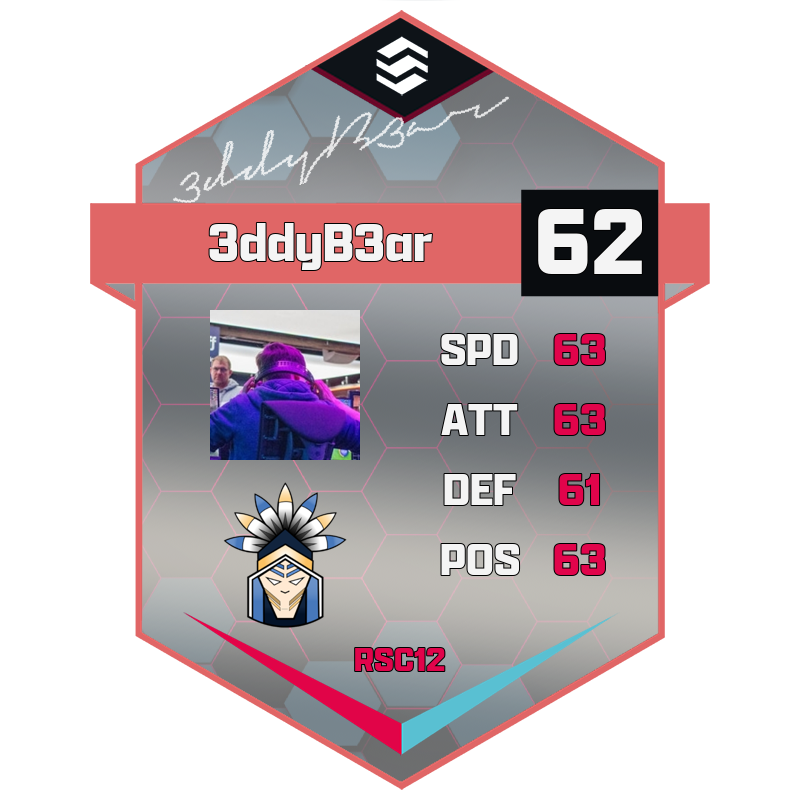 3ddyB3ar
3ddyB3ar 62
SPD 63
ATT 63
DEF 61
POS 63
RSC12